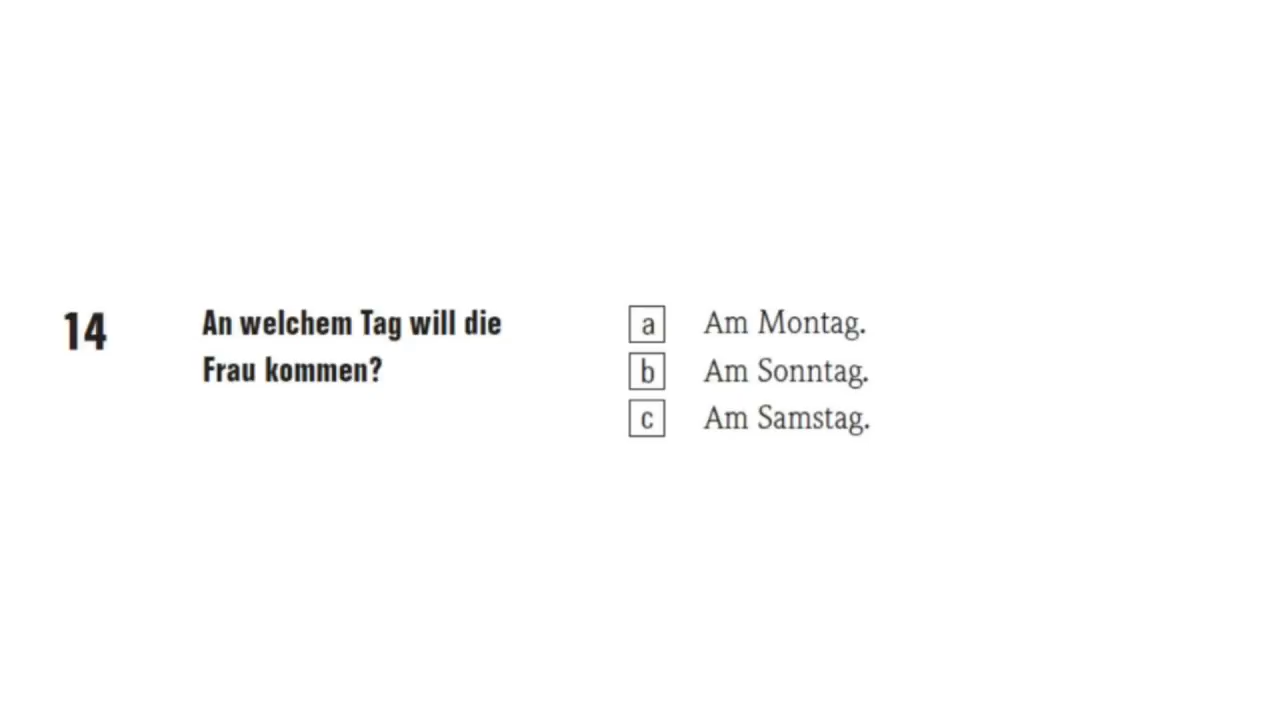 14 An welchem Tag will die
Frau kommen?
a Am Montag.
b Am Sonntag.
c Am Samstag.